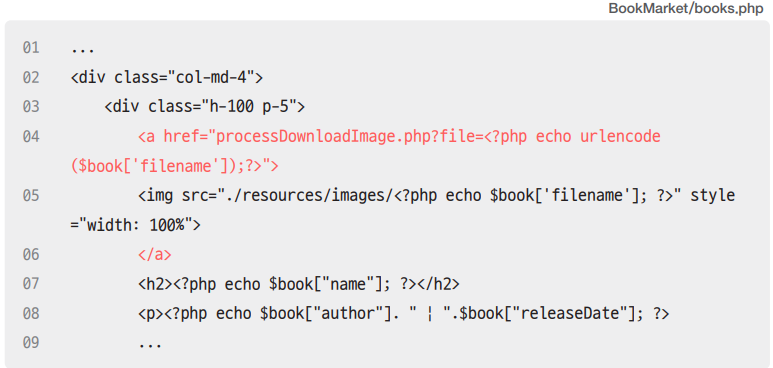 BookMarket/books.php
01 ...
02 <div class="col-md-4">
03 <div class="h-100 p-5">
04 <a href="processDownloadImage.php?file=<?php echo urlencode
($book['filename']);?>">
05 <img src="./resources/images/<?php echo $book['filename']; ?>" style
="width: 100%">
06 </a>
07 <h2><?php echo $book["name"]; ?></h2>
08 <p><?php echo $book["author"]. " ¦ ".$book["releaseDate"]; ?>
09 ...